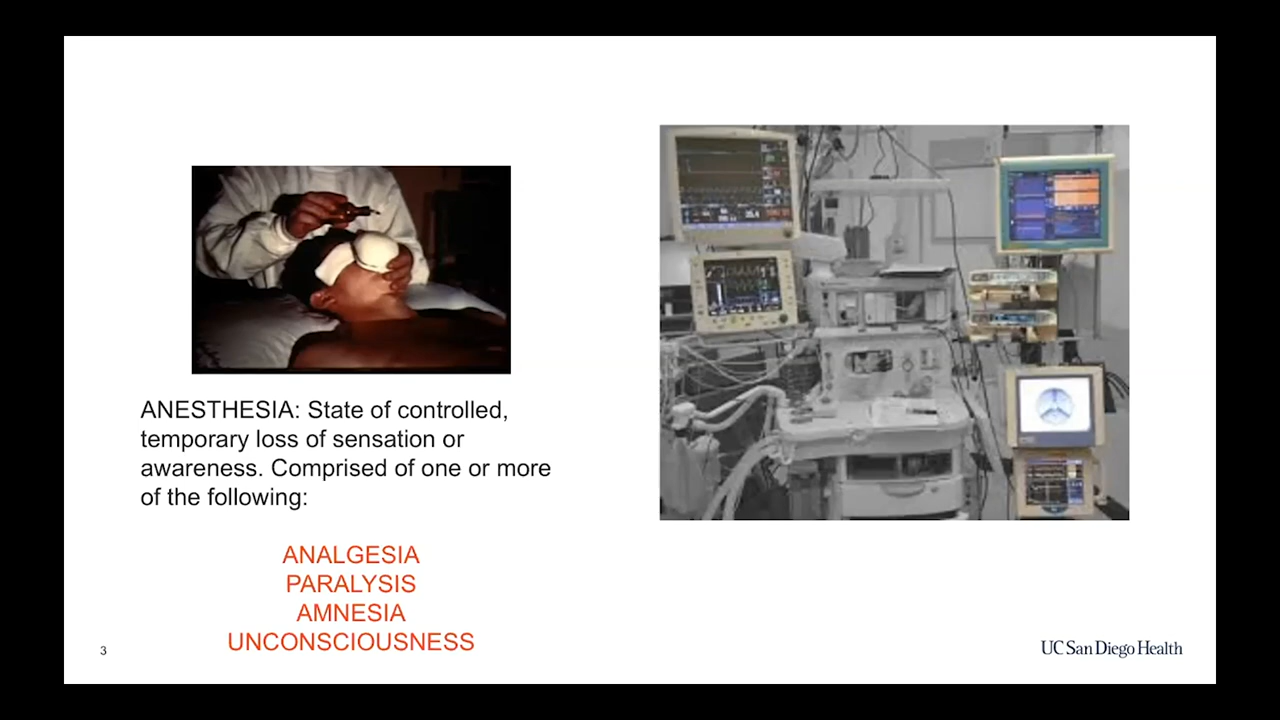 ANESTHESIA: State of controlled,
temporary loss of sensation or
awareness. Comprised of one or more
of the following:
ANALGESIA
PARALYSIS
AMNESIA
UNCONSCIOUSNESS
3
UC San Diego Health